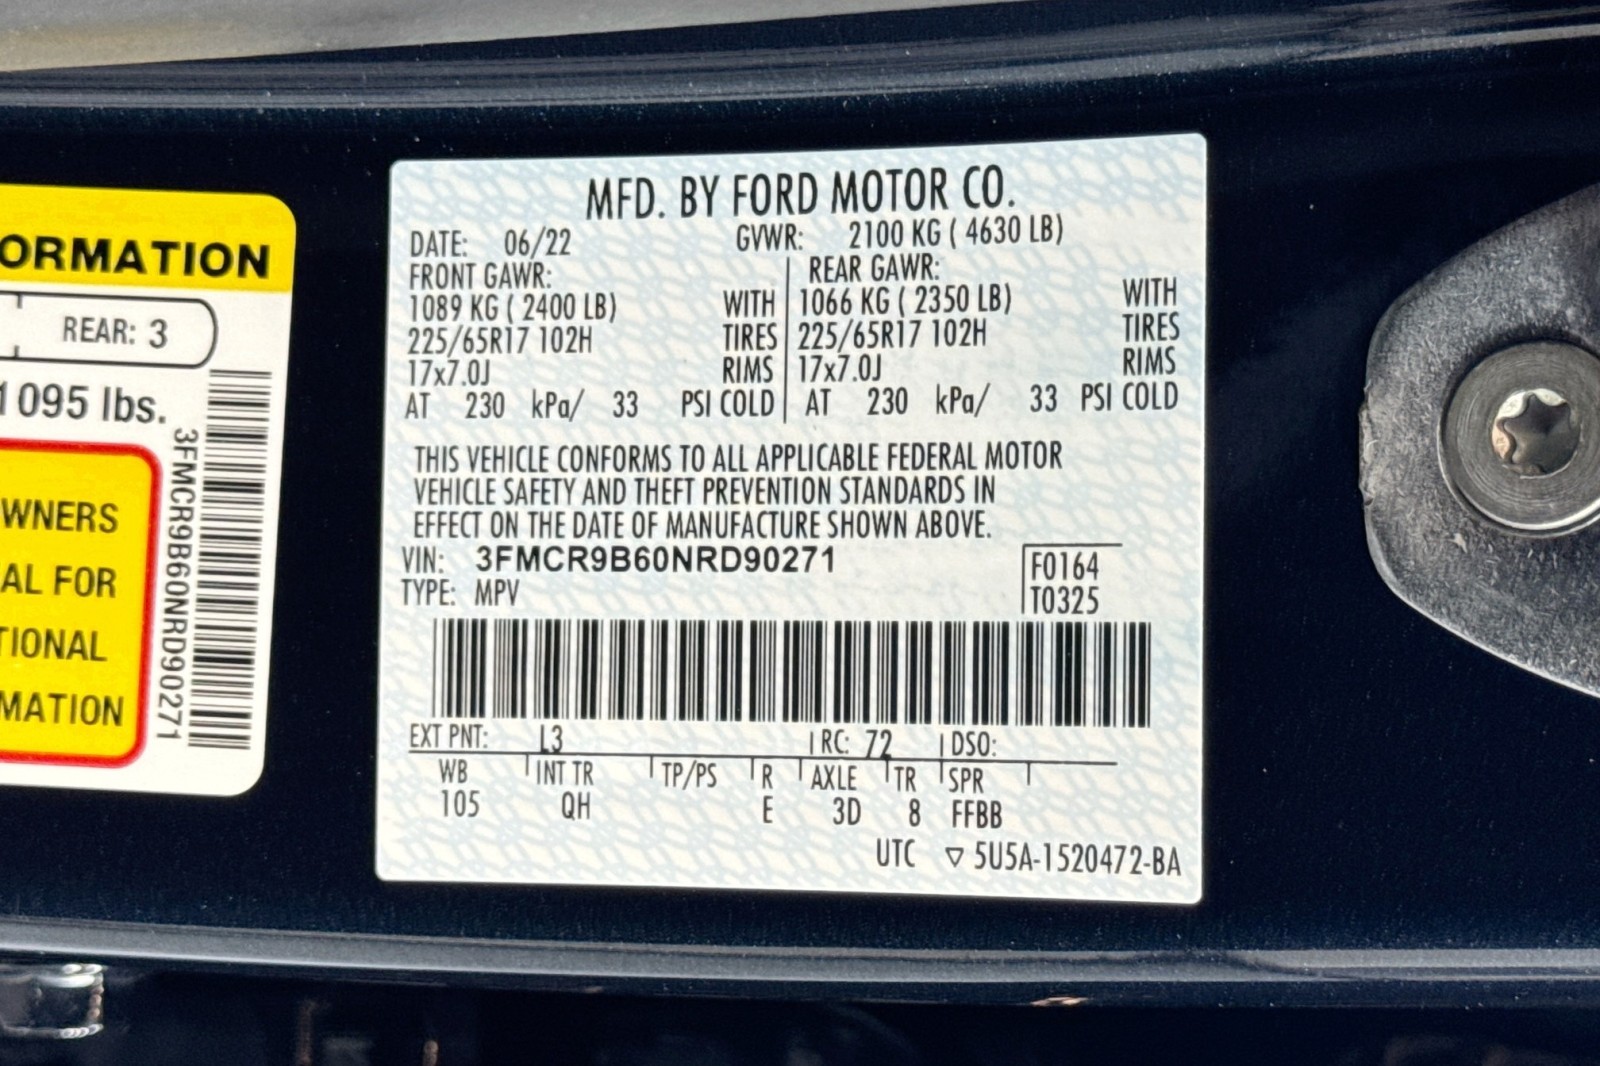 ORMATION
REAR: 3
1095 lbs.
WNERS
AL FOR
TIONAL
MATION
3FMCR9B60NRD90271
MFD. BY FORD MOTOR CO.
DATE: 06/22 GVWR: 2100 KG ( 4630 LB)
FRONT GAWR: REAR GAWR:
1089 KG ( 2400 LB) WITH 1066 KG ( 2350 LB) WITH
225/65R17 102H TIRES 225/65R17 102H TIRES
17x7.0J RIMS 17x7.0J RIMS
AT 230 kPa/ 33 PSI COLD AT 230 kPa/ 33 PSI COLD
THIS VEHICLE CONFORMS TO ALL APPLICABLE FEDERAL MOTOR
VEHICLE SAFETY AND THEFT PREVENTION STANDARDS IN
EFFECT ON THE DATE OF MANUFACTURE SHOWN ABOVE.
VIN: 3FMCR9B60NRD90271 F0164
TYPE: MPV T0325
EXT PNT: L3 RC: 72 DSO:
WB INT TR TP/PS R AXLE TR SPR
105 QH E 3D 8 FFBB
UTC ▽ 5U5A-1520472-BA